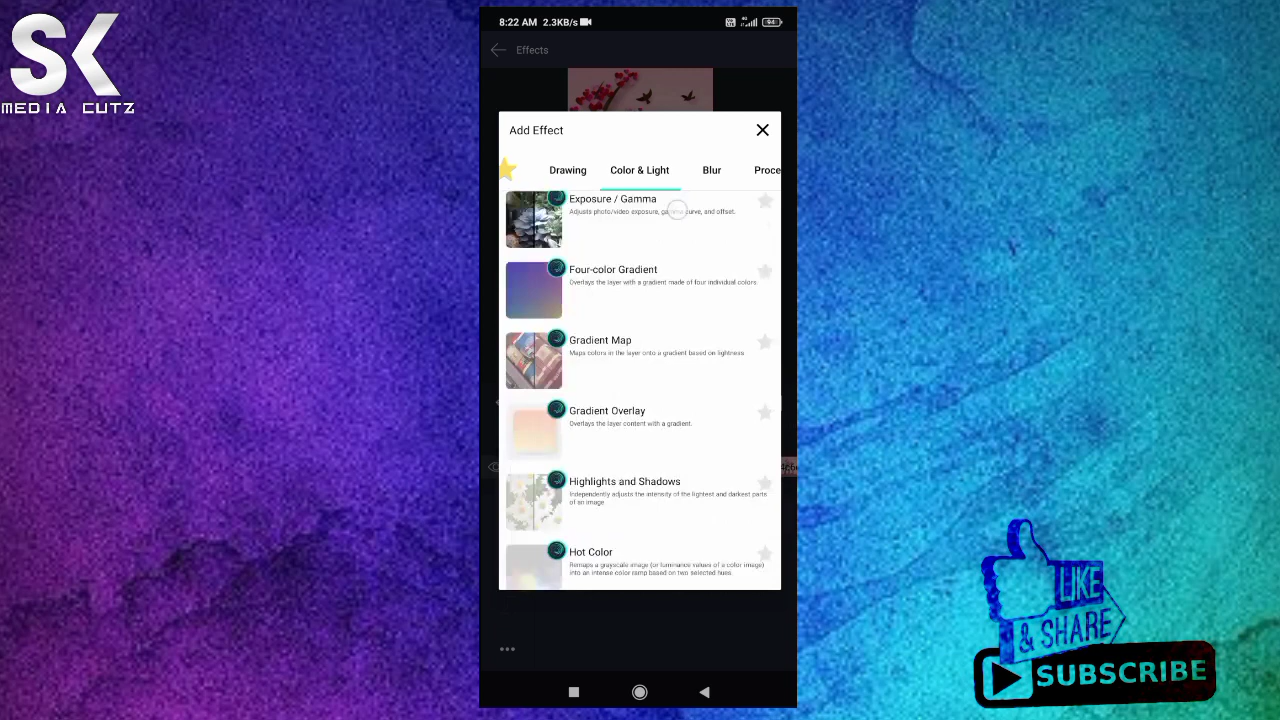 SK
MEDIA CUTZ
8:22 AM 2.3KB/s
94
Effects
Add Effect
Drawing Color & Light Blur Proce
Exposure / Gamma
Adjusts photo/video exposure, gamma curve, and offset.
Four-color Gradient
Overlays the layer with a gradient made of four individual colors
Gradient Map
Maps colors in the layer onto a gradient based on lightness
Gradient Overlay
Overlays the layer content with a gradient.
Highlights and Shadows
Independently adjusts the intensity of the lightest and darkest parts
of an image
Hot Color
Remaps a grayscale image (or luminance values of a color image)
into an intense color ramp based on two selected hues.
LIKE
& SHARE
SUBSCRIBE